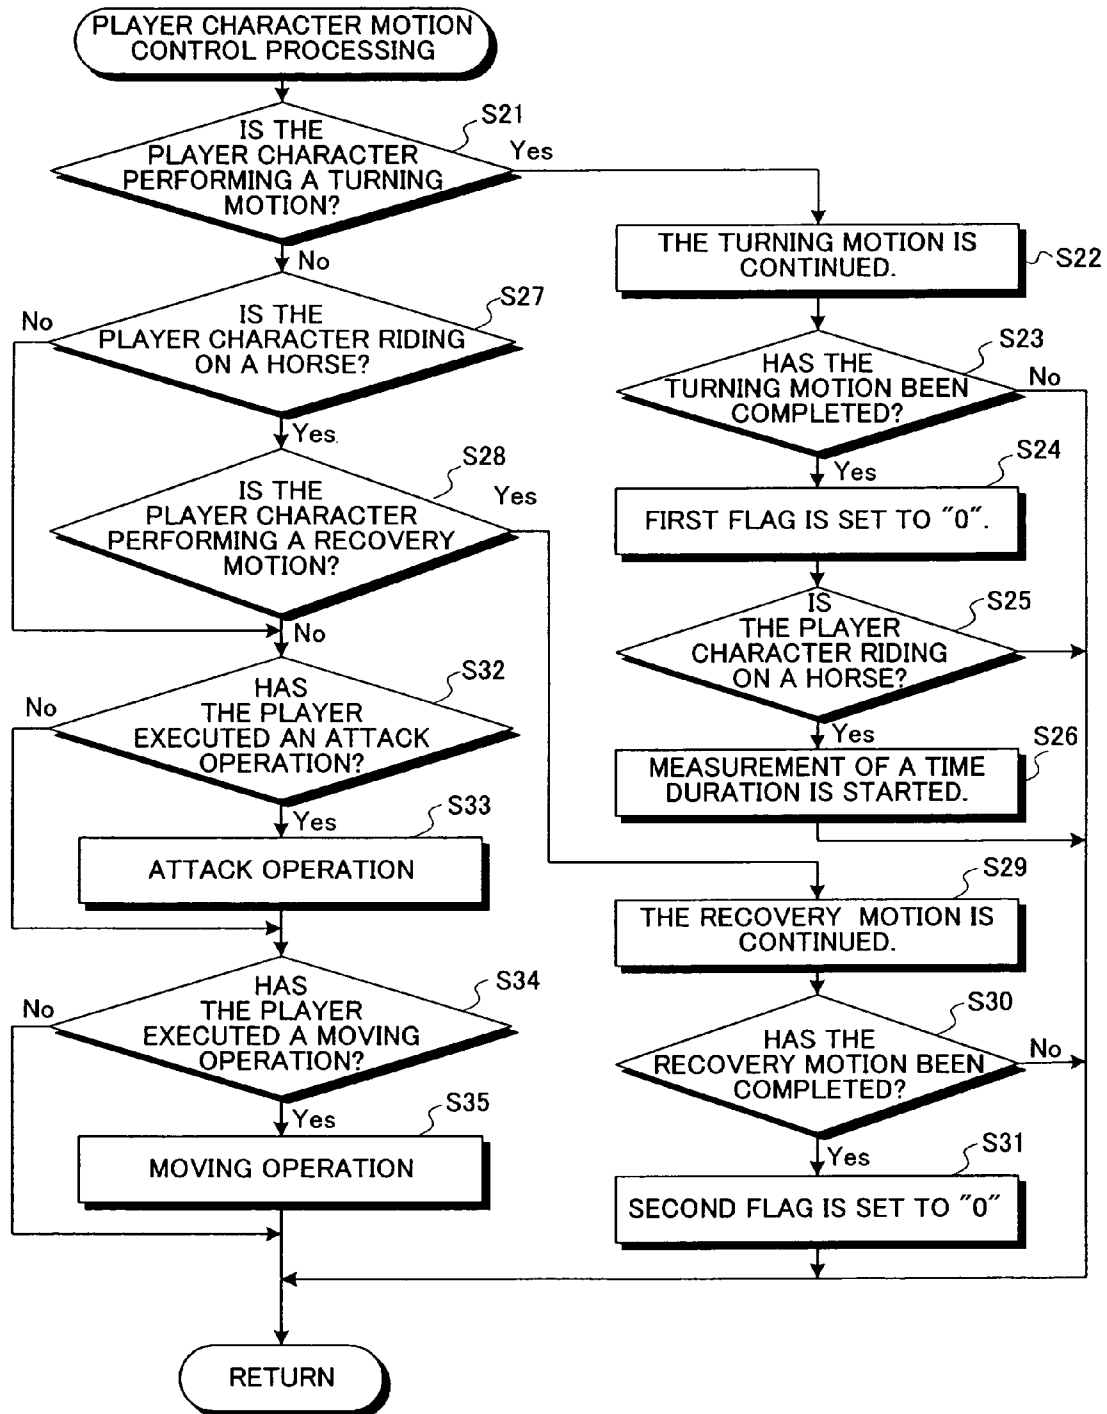 PLAYER CHARACTER MOTION
CONTROL PROCESSING
S21
IS THE
PLAYER CHARACTER
PERFORMING A TURNING
MOTION?
Yes
No
THE TURNING MOTION IS
CONTINUED.
S22
S27
IS THE
PLAYER CHARACTER RIDING
ON A HORSE?
No
Yes
S23
HAS THE
TURNING MOTION BEEN
COMPLETED?
No
Yes
S24
FIRST FLAG IS SET TO "0".
S28
IS THE
PLAYER CHARACTER
PERFORMING A RECOVERY
MOTION?
Yes
No
S25
IS
THE PLAYER
CHARACTER RIDING
ON A HORSE?
Yes
S26
MEASUREMENT OF A TIME
DURATION IS STARTED.
S32
HAS
THE PLAYER
EXECUTED AN ATTACK
OPERATION?
No
Yes
S33
ATTACK OPERATION
S29
THE RECOVERY MOTION IS
CONTINUED.
S34
HAS
THE PLAYER
EXECUTED A MOVING
OPERATION?
No
Yes
S30
HAS THE
RECOVERY MOTION BEEN
COMPLETED?
No
Yes
S35
MOVING OPERATION
S31
SECOND FLAG IS SET TO "0"
RETURN